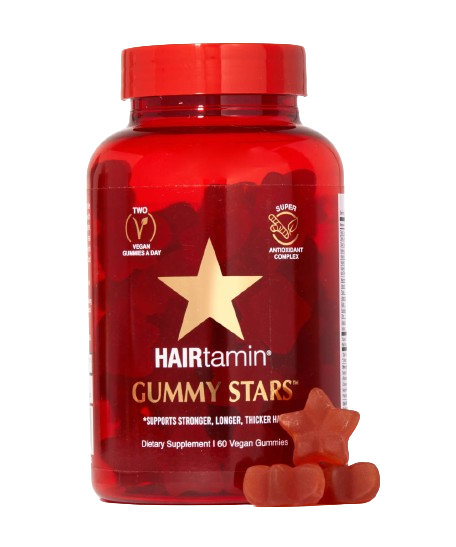 TWO
VEGAN
GUMMIES A DAY
SUPER
ANTIOXIDANT
COMPLEX
HAIRtamin®
GUMMY STARS™
*SUPPORTS STRONGER, LONGER, THICKER
Dietary Supplement | 60 Vegan Gummies